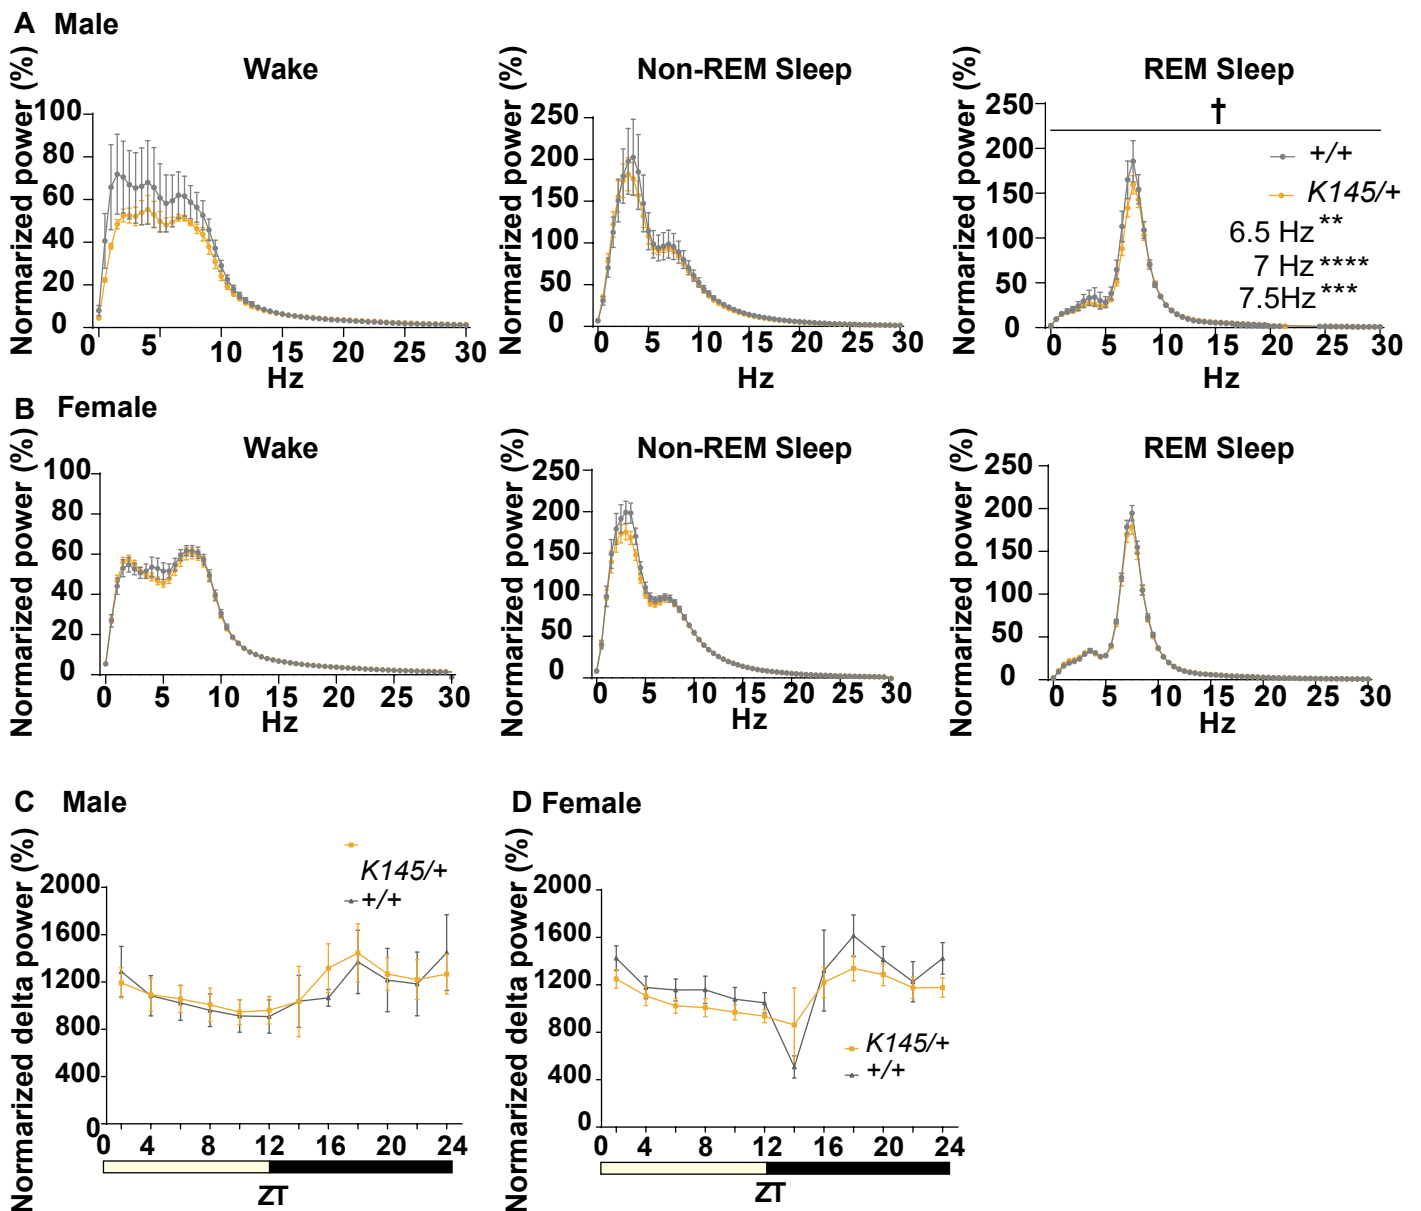 A Male
Wake
Non-REM Sleep
REM Sleep
Normarized power (%)
100
80
60
40
20
0
0 5 15 20 25 30
Hz
Normarized power (%)
250
200
150
100
50
0
0 5 10 15 20 25 30
Hz
Normarized power (%)
250
200
150
100
50
0
†
+/+
K145/+
6.5 Hz **
7 Hz ****
7.5Hz ***
0 5 10 15 20 25 30
Hz
B Female
Wake
Non-REM Sleep
REM Sleep
Normarized power (%)
100
80
60
40
20
0
0 5 10 15 20 25 30
Hz
Normarized power (%)
250
200
150
100
50
0
0 5 10 15 20 25 30
Hz
Normarized power (%)
250
200
150
100
50
0
0 5 10 15 20 25 30
Hz
C Male
Normarized delta power (%)
K145/+
+/+
2000
1600
1200
800
400
0
0 4 8 12 16 20 24
ZT
D Female
Normarized delta power (%)
2000
1600
1200
800
400
0
K145/+
+/+
0 4 8 12 16 20 24
ZT